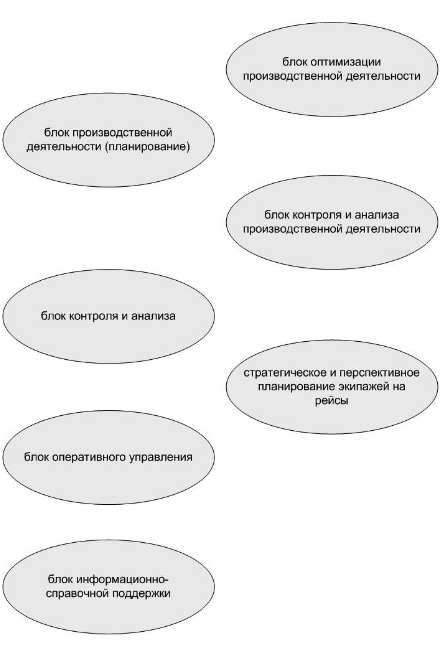 блок оптимизации
производственной деятельности
блок производственной
деятельности (планирование)
блок контроля и анализа
производственной деятельности
блок контроля и анализа
стратегическое и перспективное
планирование экипажей на
рейсы
блок оперативного управления
блок информационно-
справочной поддержки